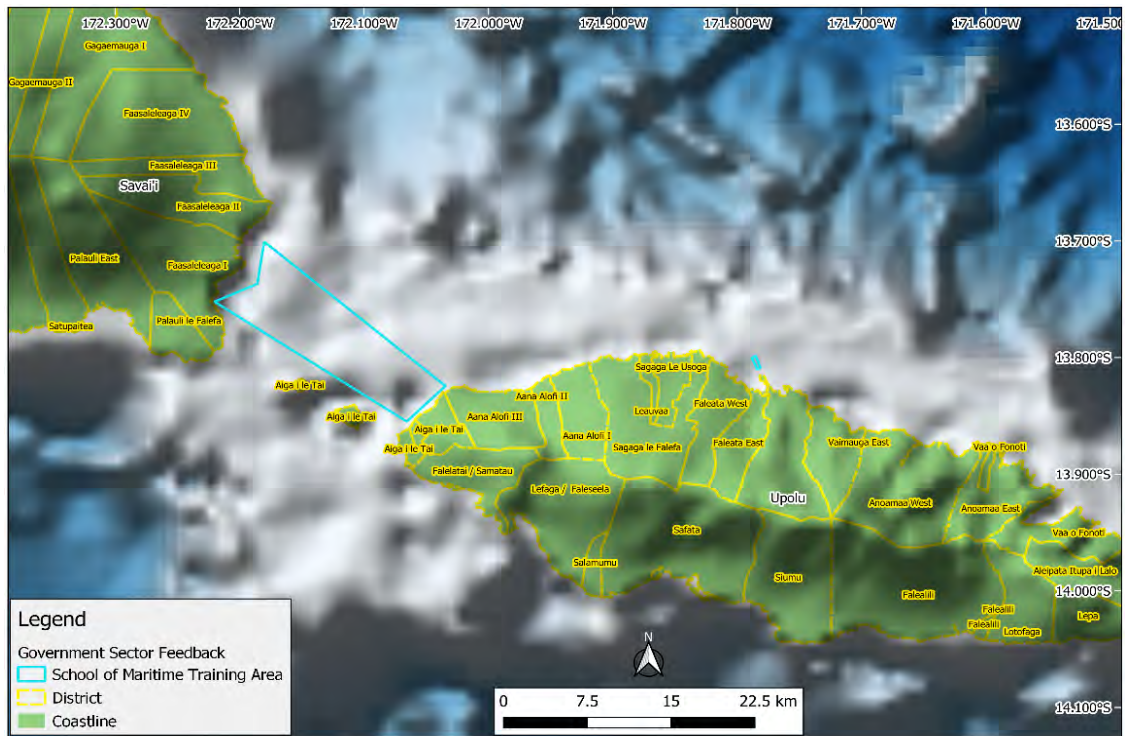 172.300°W 172.200°W 172.100°W 172.000°W 171.900°W 171.800°W 171.700°W 171.600°W 171.500°
Gagaemauga I
Gagaemauga II
Faasaleleaga IV
13.600°S
Faasaleleaga III
Savai'i
Faasaleleaga II
13.700°S
Palauli East
Faasaleleaga I
Palauli le Falefa
Satupaitea
13.800°S
Sagaga Le Usoga
Aiga i le Tai
Aana Alofi II
Faleata West
Leauvaa
Aiga i le Tai
Aana Alofi III
Aiga i le Tai
Aana Alofi I
Faleata East
Vaimauga East
Aiga i le Tai
Sagaga le Falefa
Vaa o Fonoti
13.900°S
Falelatai / Samatau
Lefaga / Faleseela
Upolu
Anoamaa West
Anoamaa East
Safata
Vaa o Fonoti
Salamumu
Aleipata Itupa i Lalo
Siumu
14.000°S
Falealili
Falealili
Lepa
Falealili
Lotofaga
14.100°S
Legend
Government Sector Feedback
School of Maritime Training Area
District
Coastline
N
0 7.5 15 22.5 km